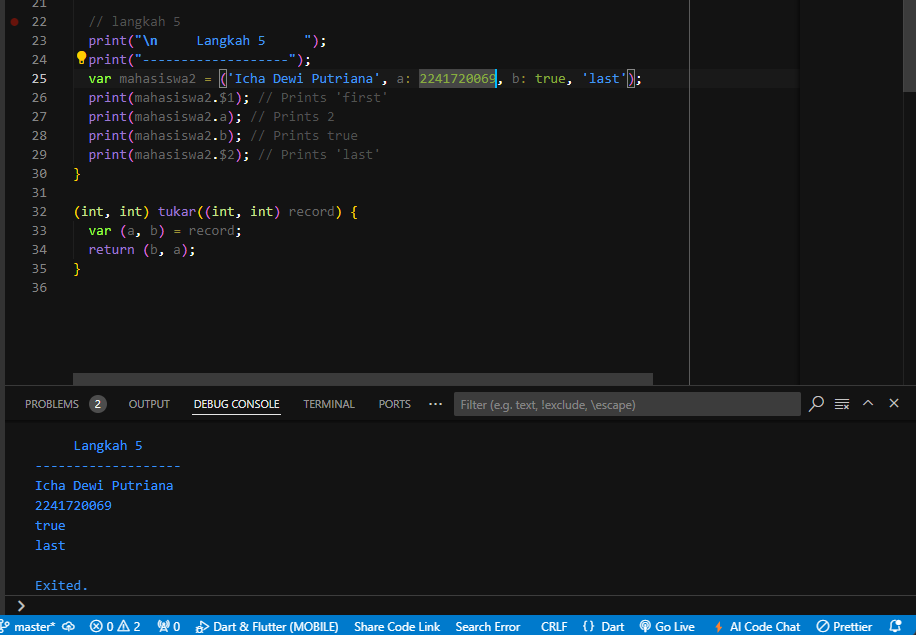 21
22 // langkah 5
23 print("\n     Langkah 5     ");
24 print("-------------------");
25 var mahasiswa2 = ('Icha Dewi Putriana', a: 2241720069, b: true, 'last');
26 print(mahasiswa2.$1); // Prints 'first'
27 print(mahasiswa2.a); // Prints 2
28 print(mahasiswa2.b); // Prints true
29 print(mahasiswa2.$2); // Prints 'last'
30 }
31
32 (int, int) tukar((int, int) record) {
33 var (a, b) = record;
34 return (b, a);
35 }
36
PROBLEMS 2 OUTPUT DEBUG CONSOLE TERMINAL PORTS ··· Filter (e.g. text, !exclude, \escape)
Langkah 5
-------------------
Icha Dewi Putriana
2241720069
true
last
Exited.
master* 0 2 0 Dart & Flutter (MOBILE) Share Code Link Search Error CRLF {} Dart Go Live AI Code Chat Prettier